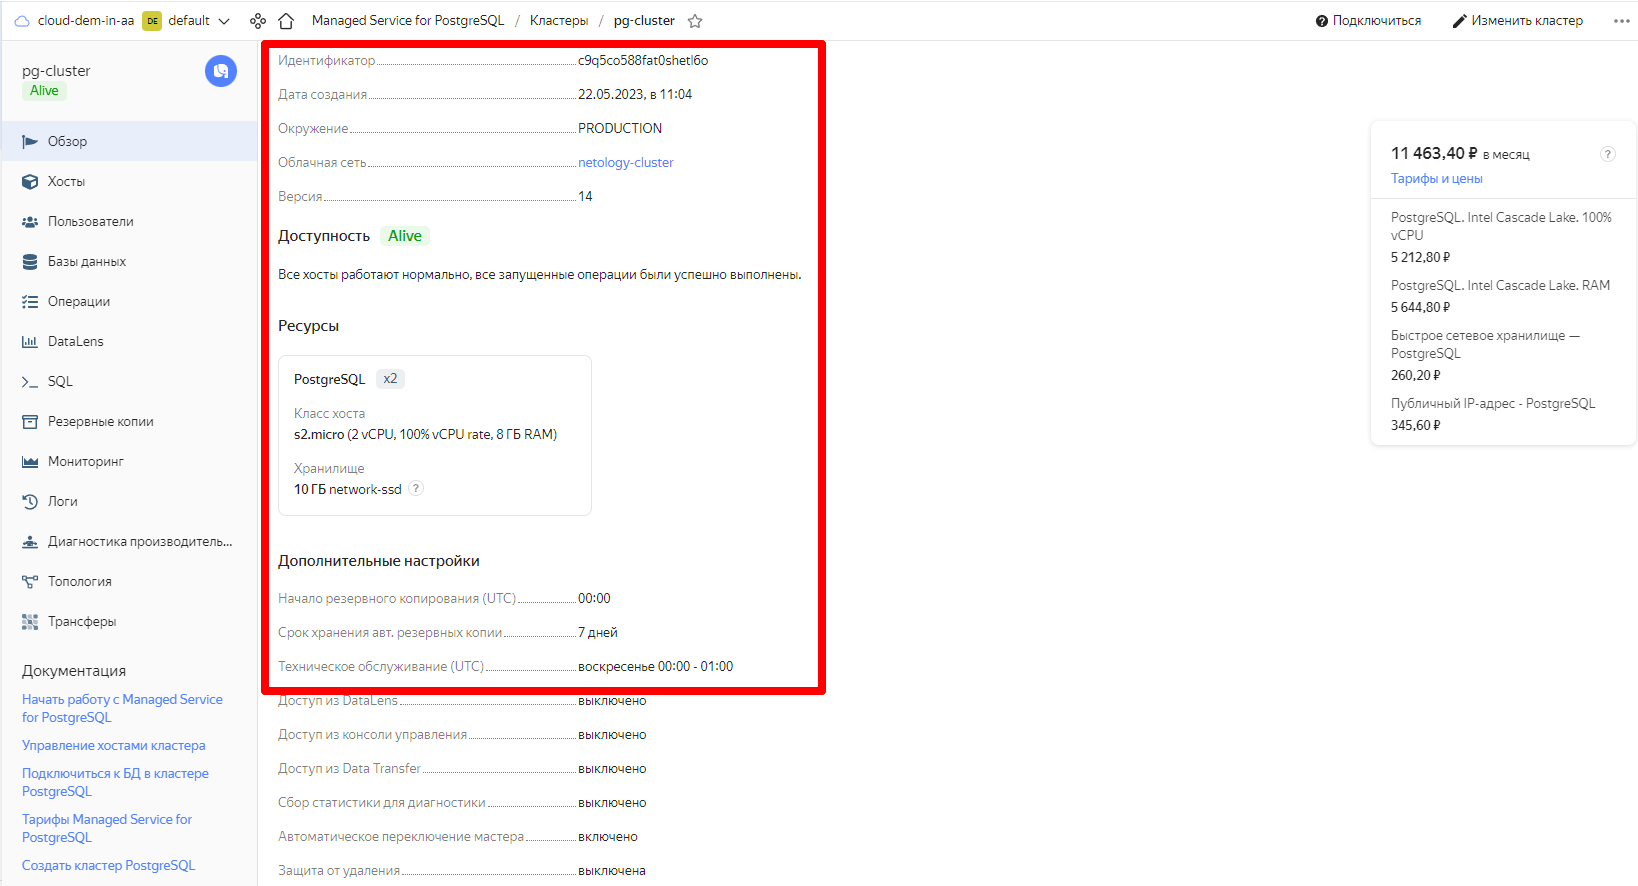 cloud-dem-in-aa DE default Managed Service for PostgreSQL / Кластеры / pg-cluster Подключиться Изменить кластер
pg-cluster
Alive
Обзор
Хосты
Пользователи
Базы данных
Операции
DataLens
SQL
Резервные копии
Мониторинг
Логи
Диагностика производитель...
Топология
Трансферы
Документация
Начать работу с Managed Service
for PostgreSQL
Управление хостами кластера
Подключиться к БД в кластере
PostgreSQL
Тарифы Managed Service for
PostgreSQL
Создать кластер PostgreSQL
Идентификатор c9q5co588fat0shetl6o
Дата создания 22.05.2023, в 11:04
Окружение PRODUCTION
Облачная сеть netology-cluster
Версия 14
Доступность Alive
Все хосты работают нормально, все запущенные операции были успешно выполнены.
Ресурсы
PostgreSQL x2
Класс хоста
s2.micro (2 vCPU, 100% vCPU rate, 8 ГБ RAM)
Хранилище
10 ГБ network-ssd ?
Дополнительные настройки
Начало резервного копирования (UTC) 00:00
Срок хранения авт. резервных копии 7 дней
Техническое обслуживание (UTC) воскресенье 00:00 - 01:00
Доступ из DataLens выключено
Доступ из консоли управления выключено
Доступ из Data Transfer выключено
Сбор статистики для диагностики выключено
Автоматическое переключение мастера включено
Защита от удаления выключена
11 463,40 ₽ в месяц ?
Тарифы и цены
PostgreSQL. Intel Cascade Lake. 100%
vCPU
5 212,80 ₽
PostgreSQL. Intel Cascade Lake. RAM
5 644,80 ₽
Быстрое сетевое хранилище —
PostgreSQL
260,20 ₽
Публичный IP-адрес - PostgreSQL
345,60 ₽